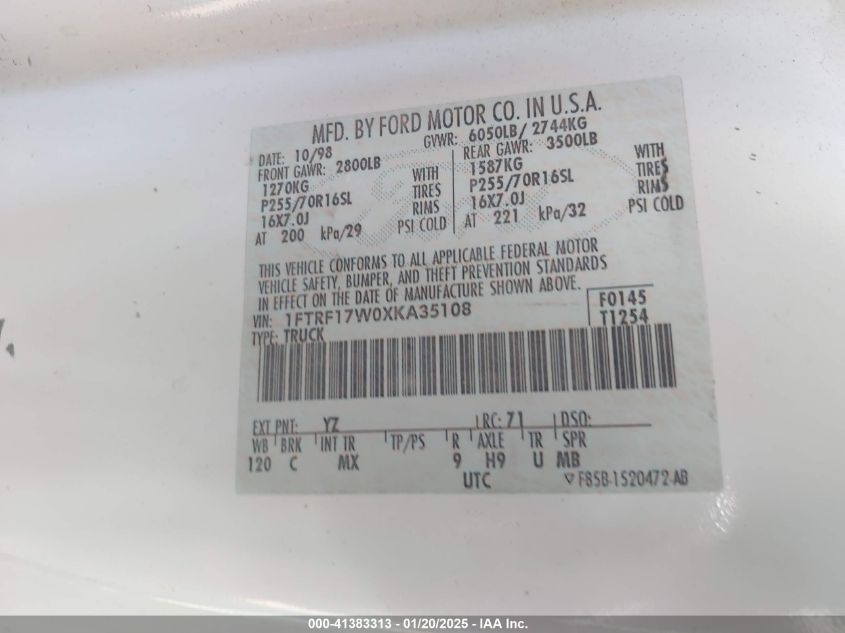 MFD. BY FORD MOTOR CO. IN U.S.A.
DATE: 10/98 GVWR: 6050LB/ 2744KG
FRONT GAWR: 2800LB REAR GAWR: 3500LB
1270KG WITH 1587KG WITH
P255/70R16SL TIRES P255/70R16SL TIRES
16X7.0J RIMS 16X7.0J RIMS
AT 200 kPa/29 PSI COLD AT 221 kPa/32 PSI COLD
THIS VEHICLE CONFORMS TO ALL APPLICABLE FEDERAL MOTOR
VEHICLE SAFETY, BUMPER, AND THEFT PREVENTION STANDARDS
IN EFFECT ON THE DATE OF MANUFACTURE SHOWN ABOVE.
VIN: 1FTRF17W0XKA35108 F0145
TYPE: TRUCK T1254
EXT PNT: YZ RC: 71 DSO:
WB BRK INT TR TP/PS R AXLE TR SPR
120 C MX 9 H9 U MB
UTC ▽ F85B-1520472-AB
000-41383313 - 01/20/2025 - IAA Inc.